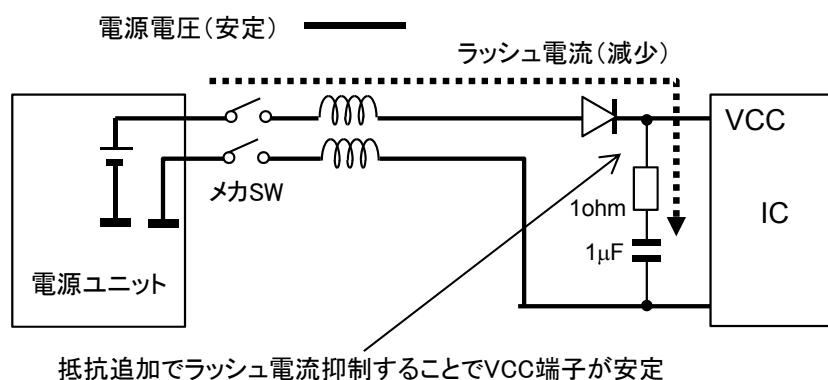 電源電圧(安定)
ラッシュ電流(減少)
メカSW
VCC
IC
1ohm
1μF
電源ユニット
抵抗追加でラッシュ電流抑制することでVCC端子が安定